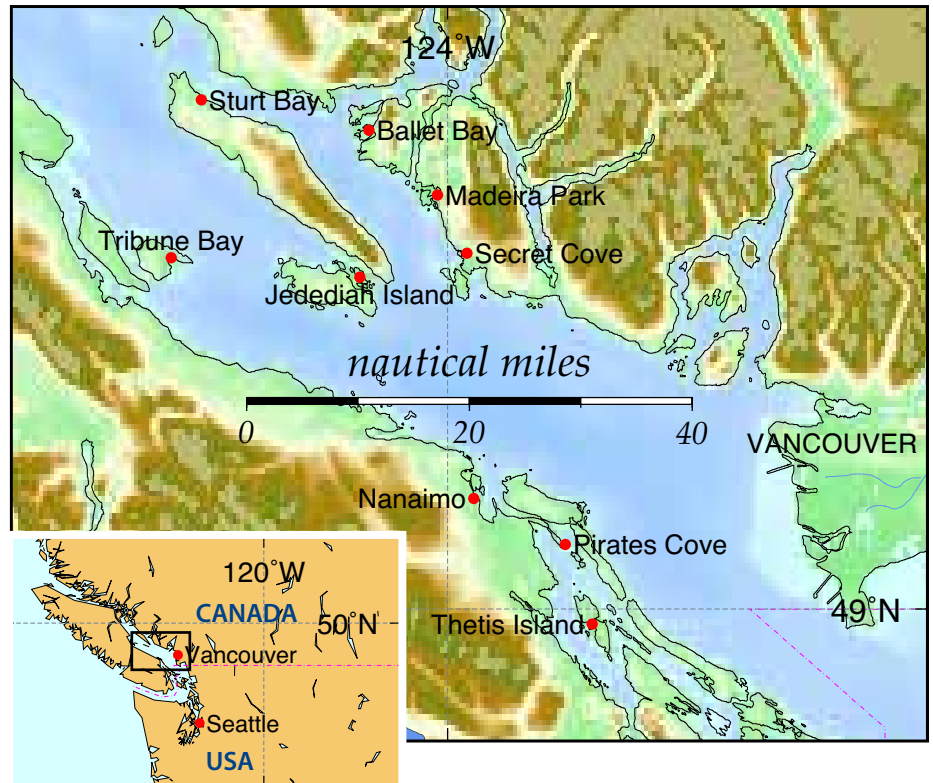 124°W
Sturt Bay
Ballet Bay
Madeira Park
Tribune Bay
Secret Cove
Jedediah Island
nautical miles
0 20 40
VANCOUVER
Nanaimo
Pirates Cove
49°N
Thetis Island
120°W
CANADA
50°N
Vancouver
Seattle
USA